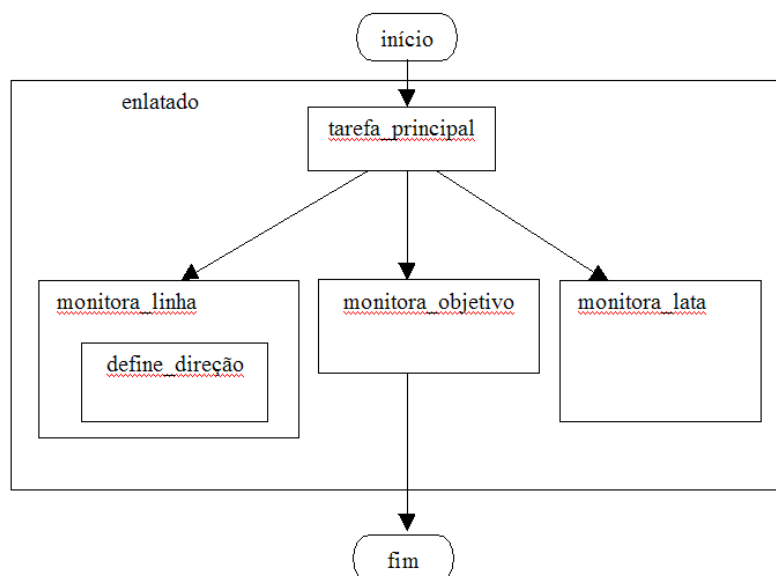 início
enlatado
tarefa_principal
monitora_linha
monitora_objetivo
monitora_lata
define_direção
fim